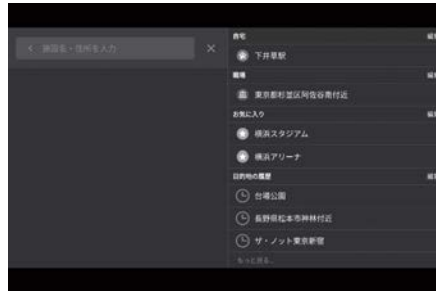 施設名・住所を入力
自宅
下井草駅
職場
東京都杉並区阿佐谷南付近
お気に入り
横浜スタジアム
横浜アリーナ
目的地の履歴
台場公園
長野県松本市神林付近
ザ・ノット東京新宿
もっと見る...